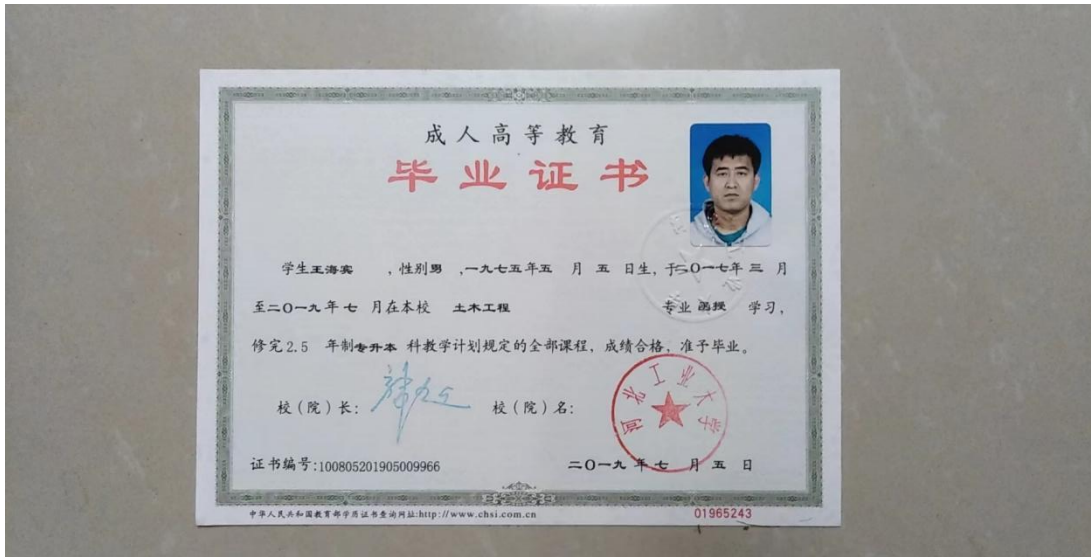 成人高等教育
毕业证书
学生王海宾 ，性别男 ，一九七五年五 月 五 日生，于二〇一七年 三 月
至二〇一九年 七 月在本校 土木工程 专业 函授 学习，
修完2.5 年制专升本 科教学计划规定的全部课程，成绩合格，准予毕业。
校（院）长： 校（院）名：
河北工业大学
证书编号:100805201905009966 二〇一九 年 七 月 五 日
中华人民共和国教育部学历证书查询网址:http://www.chsi.com.cn 01965243